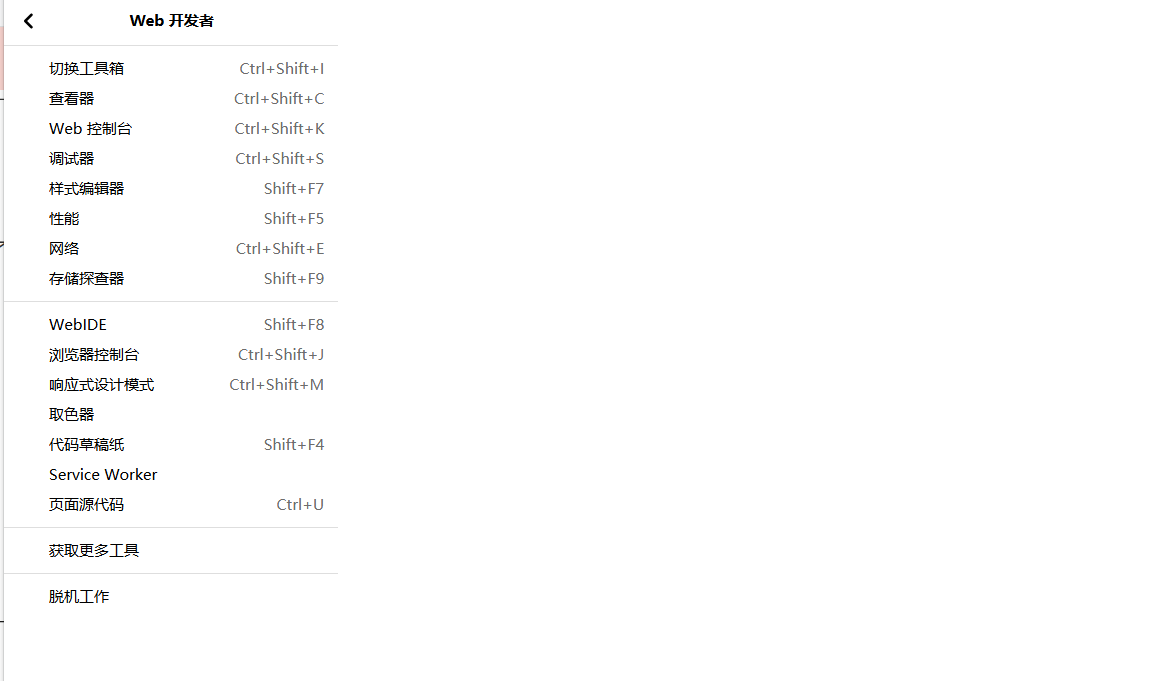 Web 开发者
切换工具箱 Ctrl+Shift+I
查看器 Ctrl+Shift+C
Web 控制台 Ctrl+Shift+K
调试器 Ctrl+Shift+S
样式编辑器 Shift+F7
性能 Shift+F5
网络 Ctrl+Shift+E
存储探查器 Shift+F9
WebIDE Shift+F8
浏览器控制台 Ctrl+Shift+J
响应式设计模式 Ctrl+Shift+M
取色器
代码草稿纸 Shift+F4
Service Worker
页面源代码 Ctrl+U
获取更多工具
脱机工作